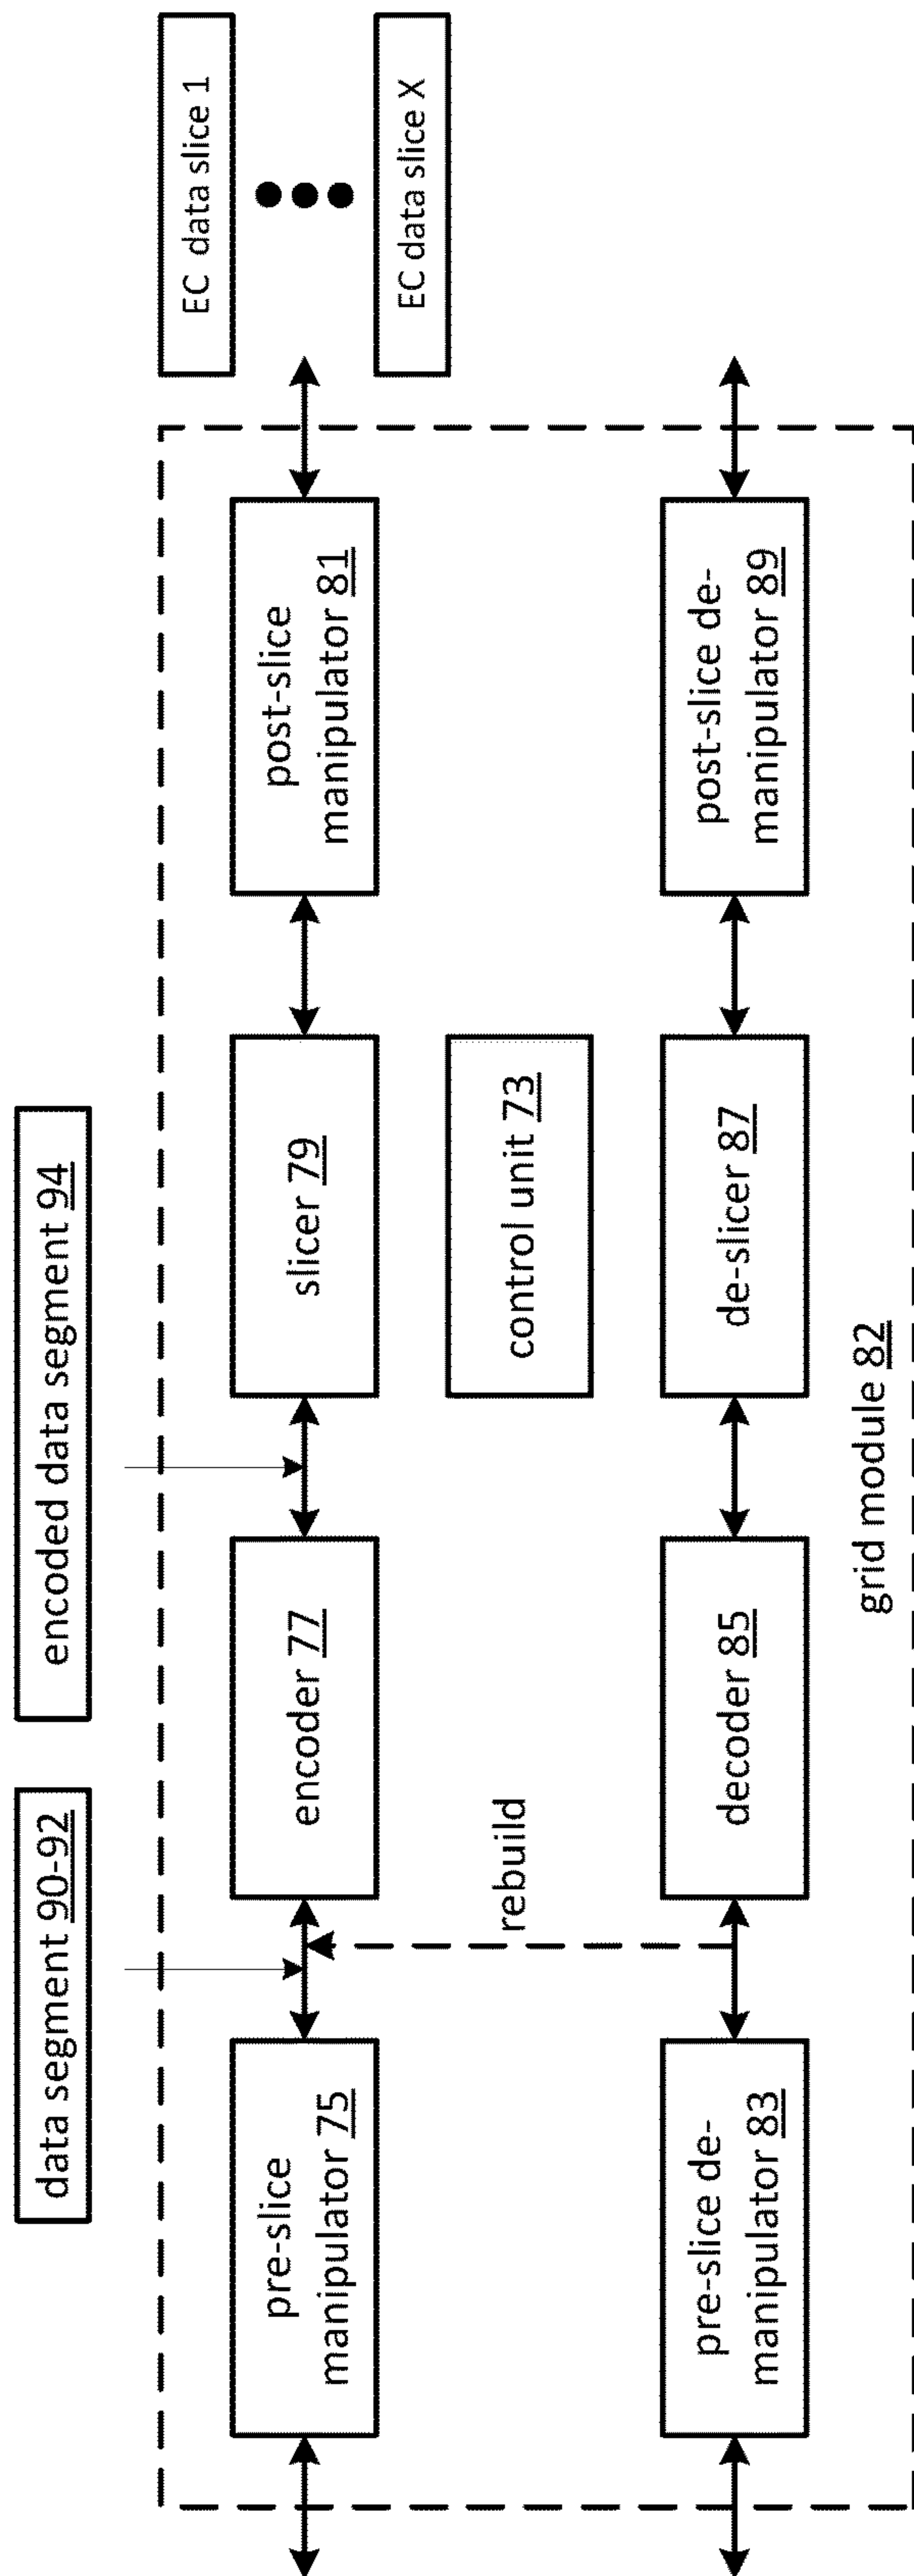 data segment 90-92
encoded data segment 94
EC data slice 1
EC data slice X
pre-slice
manipulator 75
encoder 77
slicer 79
post-slice
manipulator 81
rebuild
control unit 73
pre-slice de-
manipulator 83
decoder 85
de-slicer 87
post-slice de-
manipulator 89
grid module 82